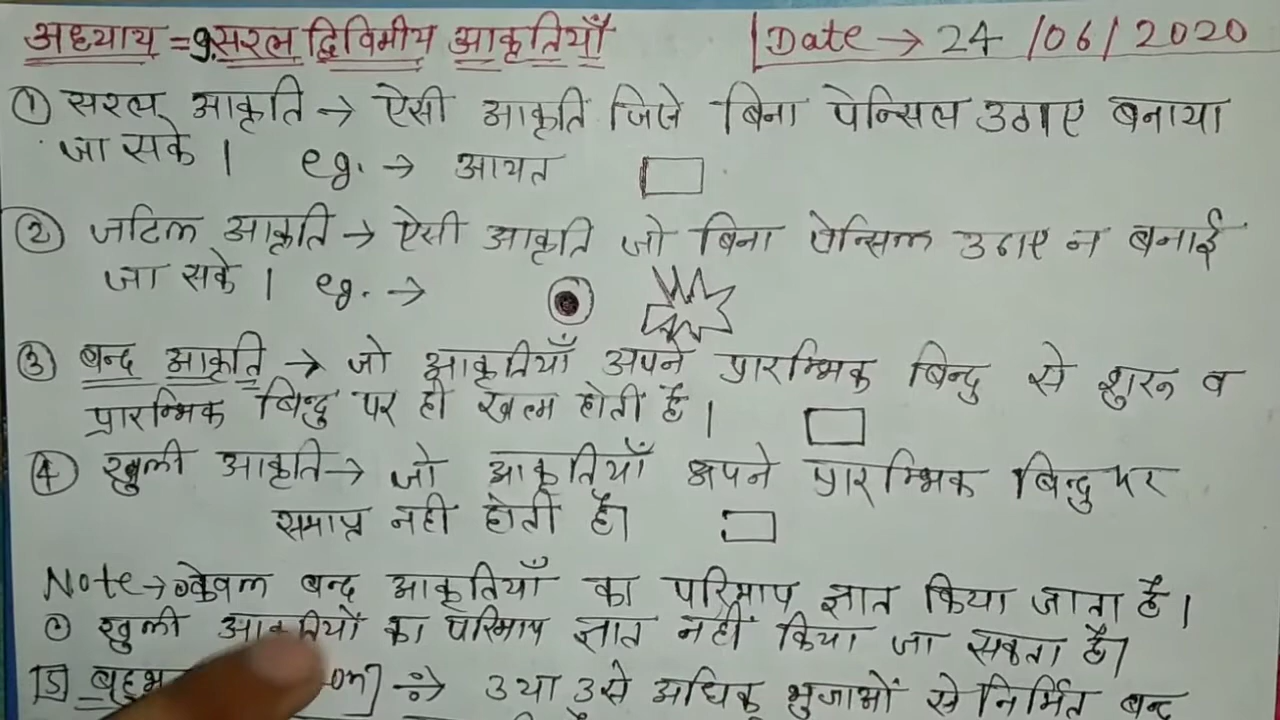 अध्याय = 9. सरल द्विविमीय आकृतियाँ
Date → 24 /06/2020
① सरल आकृति → ऐसी आकृति जिसे बिना पेन्सिल उठाए बनाया
जा सके । eg. → आयत
② जटिल आकृति → ऐसी आकृति जो बिना पेन्सिल उठाए न बनाई
जा सके । eg. →
③ बन्द आकृति → जो आकृतियाँ अपने प्रारम्भिक बिन्दु से शुरू व
प्रारम्भिक बिन्दु पर ही खत्म होती है ।
④ खुली आकृति → जो आकृतियाँ अपने प्रारम्भिक बिन्दु पर
समाप्त नही होती है।
Note → केवल बन्द आकृतियाँ का परिमाप ज्ञात किया जाता है ।
खुली आकृतियों का परिमाप ज्ञात नहीं किया जा सकता है।
5 3 या 3 से अधिक भुजाओं से निर्मित बन्द